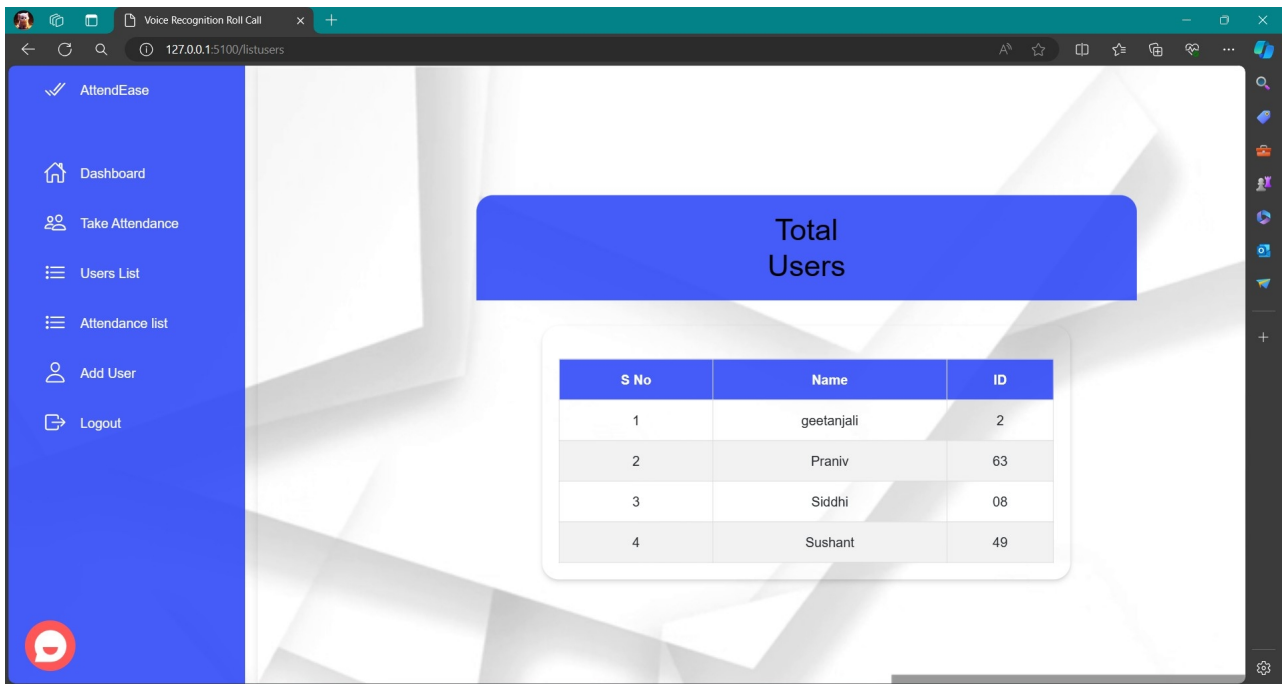 Voice Recognition Roll Call
127.0.0.1:5100/listusers
AttendEase
Dashboard
Take Attendance
Users List
Attendance list
Add User
Logout
Total
Users
S No Name ID
1 geetanjali 2
2 Praniv 63
3 Siddhi 08
4 Sushant 49